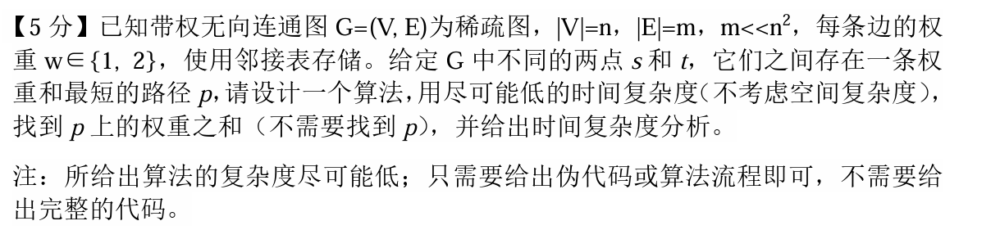 【5 分】已知带权无向连通图 G=(V, E)为稀疏图，|V|=n，|E|=m，m<<n²，每条边的权
重 w∈{1, 2}，使用邻接表存储。给定 G 中不同的两点 s 和 t，它们之间存在一条权
重和最短的路径 p,请设计一个算法,用尽可能低的时间复杂度(不考虑空间复杂度),
找到 p 上的权重之和（不需要找到 p），并给出时间复杂度分析。
注：所给出算法的复杂度尽可能低；只需要给出伪代码或算法流程即可，不需要给
出完整的代码。